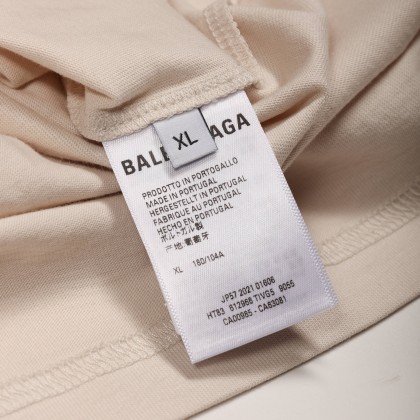 XL
BAL AGA
PRODOTTO IN PORTOGALLO
MADE IN PORTUGAL
HERGESTELLT IN PORTUGAL
FABRIQUE AU PORTUGAL
HECHO EN PORTUGAL
ポルトガル製
产地:葡萄牙
XL 180/104A
JP57 2021 01606
HT83 612966 TIVG5 9055
CA00985 - CA63081